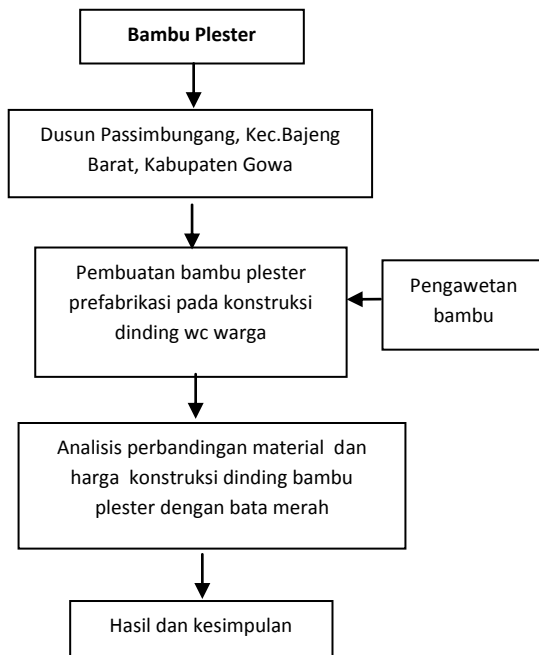 Bambu Plester
Dusun Passimbungang, Kec.Bajeng
Barat, Kabupaten Gowa
Pembuatan bambu plester
prefabrikasi pada konstruksi
dinding wc warga
Pengawetan
bambu
Analisis perbandingan material dan
harga konstruksi dinding bambu
plester dengan bata merah
Hasil dan kesimpulan